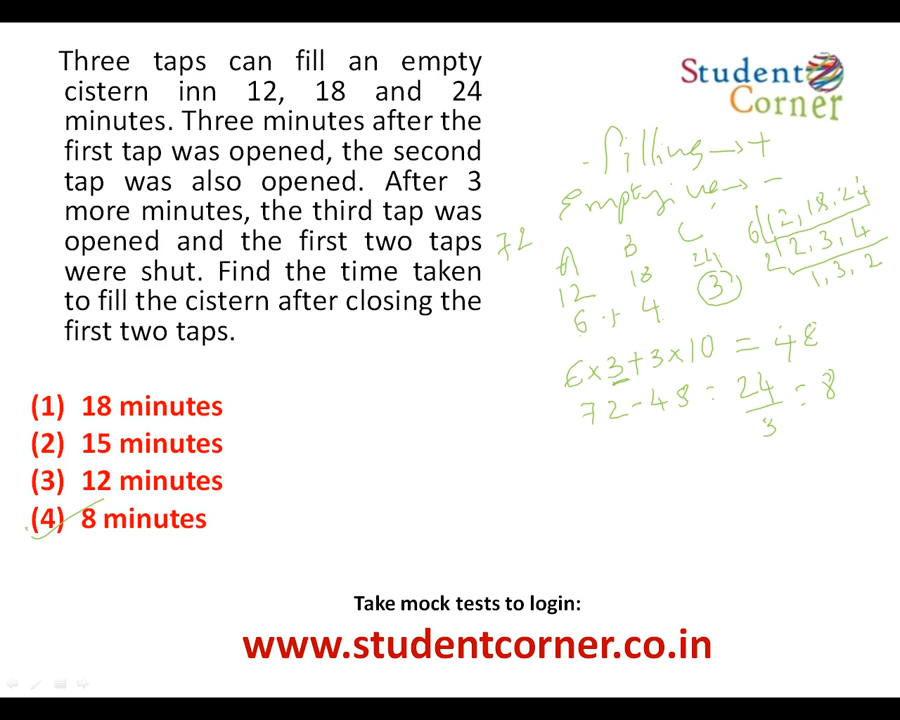 Three taps can fill an empty
cistern inn 12, 18 and 24
minutes. Three minutes after the
first tap was opened, the second
tap was also opened. After 3
more minutes, the third tap was
opened and the first two taps
were shut. Find the time taken
to fill the cistern after closing the
first two taps.
(1) 18 minutes
(2) 15 minutes
(3) 12 minutes
(4) 8 minutes
Student
Corner
Filling → +
Emptying → -
6 12, 18, 24
2 2, 3, 4
1, 3, 2
72
A B C
12 18 24
6 + 4 3
6 × 3 + 3 × 10 = 48
72 - 48 = 24/3 = 8
Take mock tests to login:
www.studentcorner.co.in